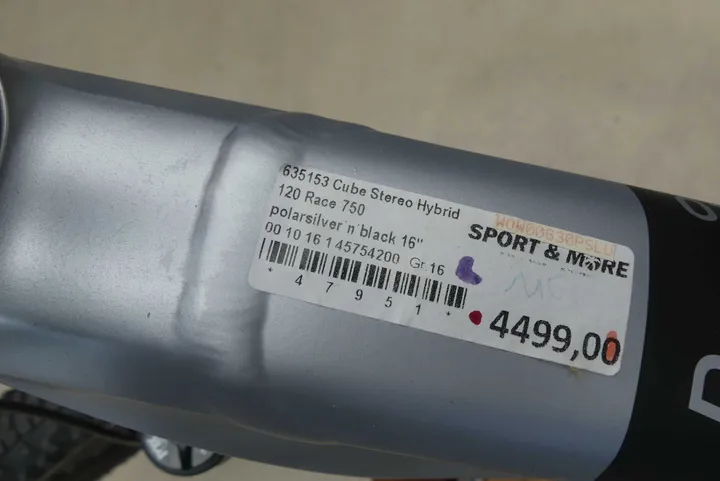 635153 Cube Stereo Hybrid
120 Race 750
polarsilver´n´black 16"
00 10 16 1 45754200 Gr 16
* 4 7 9 5 1 *
SPORT & MORE
4499,00